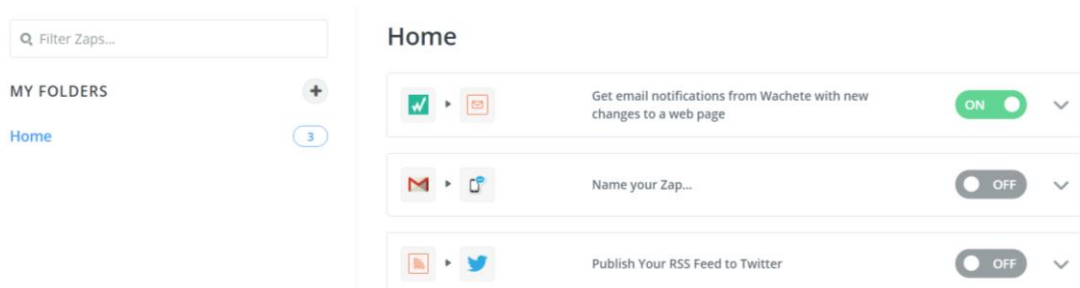 Filter Zaps...
MY FOLDERS
+
Home
3
Home
Get email notifications from Wachete with new
changes to a web page
ON
Name your Zap...
OFF
Publish Your RSS Feed to Twitter
OFF